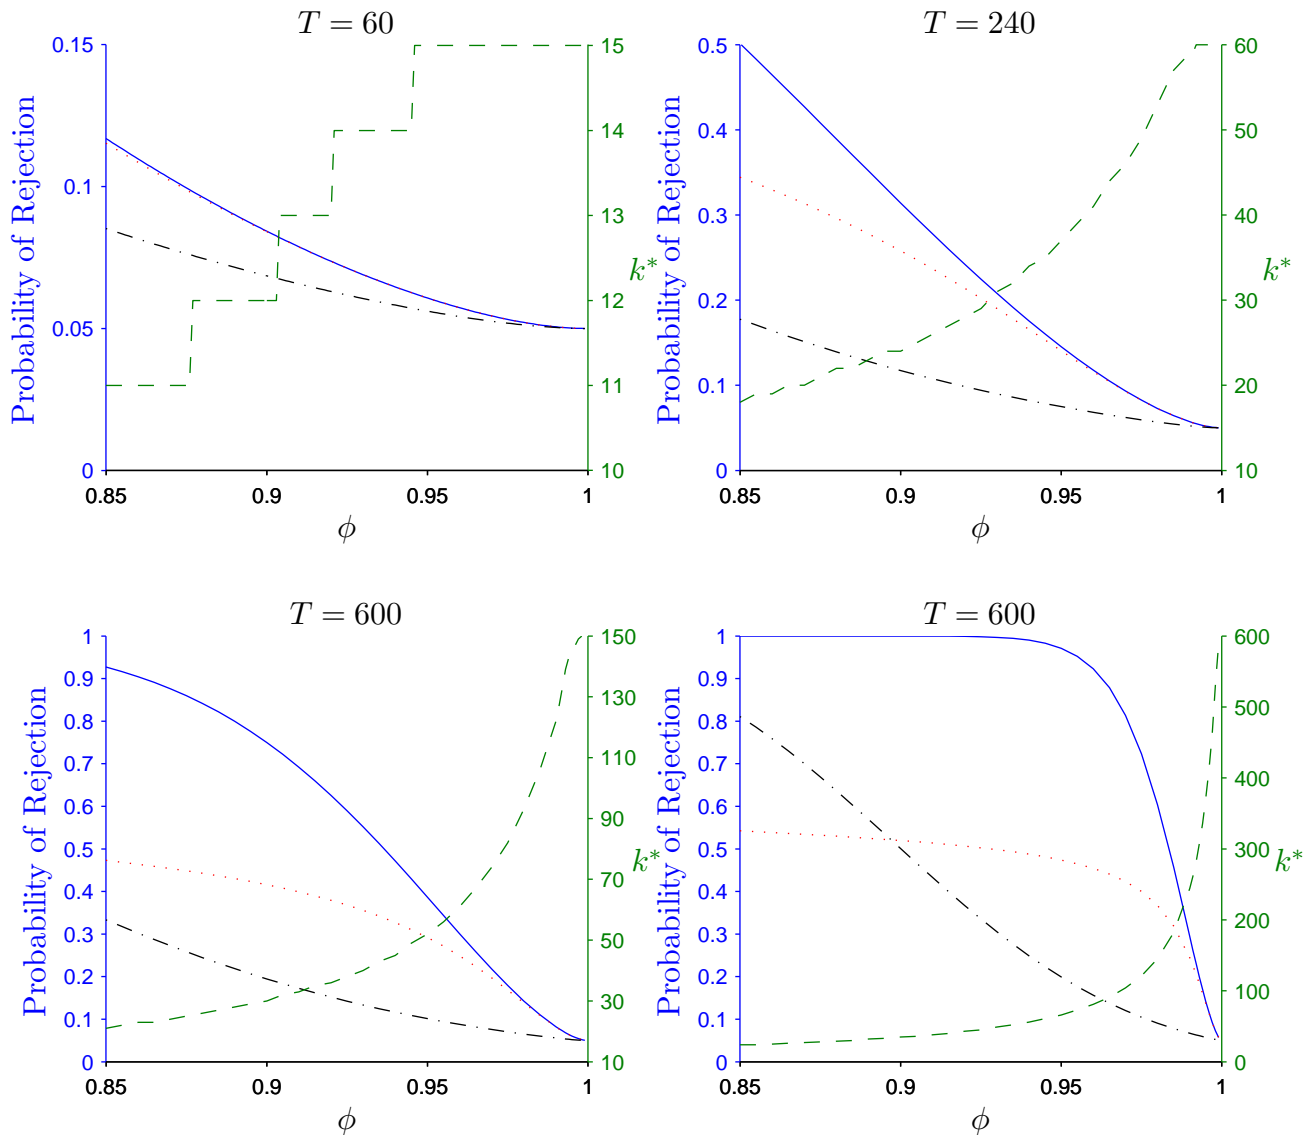 T = 60
Probability of Rejection
0.15
0.1
0.05
0
15
14
13
12
11
10
k*
0.85 0.9 0.95 1
ϕ
T = 240
Probability of Rejection
0.5
0.4
0.3
0.2
0.1
0
60
50
40
30
20
10
k*
0.85 0.9 0.95 1
ϕ
T = 600
Probability of Rejection
1
0.9
0.8
0.7
0.6
0.5
0.4
0.3
0.2
0.1
0
150
130
110
90
70
50
30
10
k*
0.85 0.9 0.95 1
ϕ
T = 600
Probability of Rejection
1
0.9
0.8
0.7
0.6
0.5
0.4
0.3
0.2
0.1
0
600
500
400
300
200
100
0
k*
0.85 0.9 0.95 1
ϕ